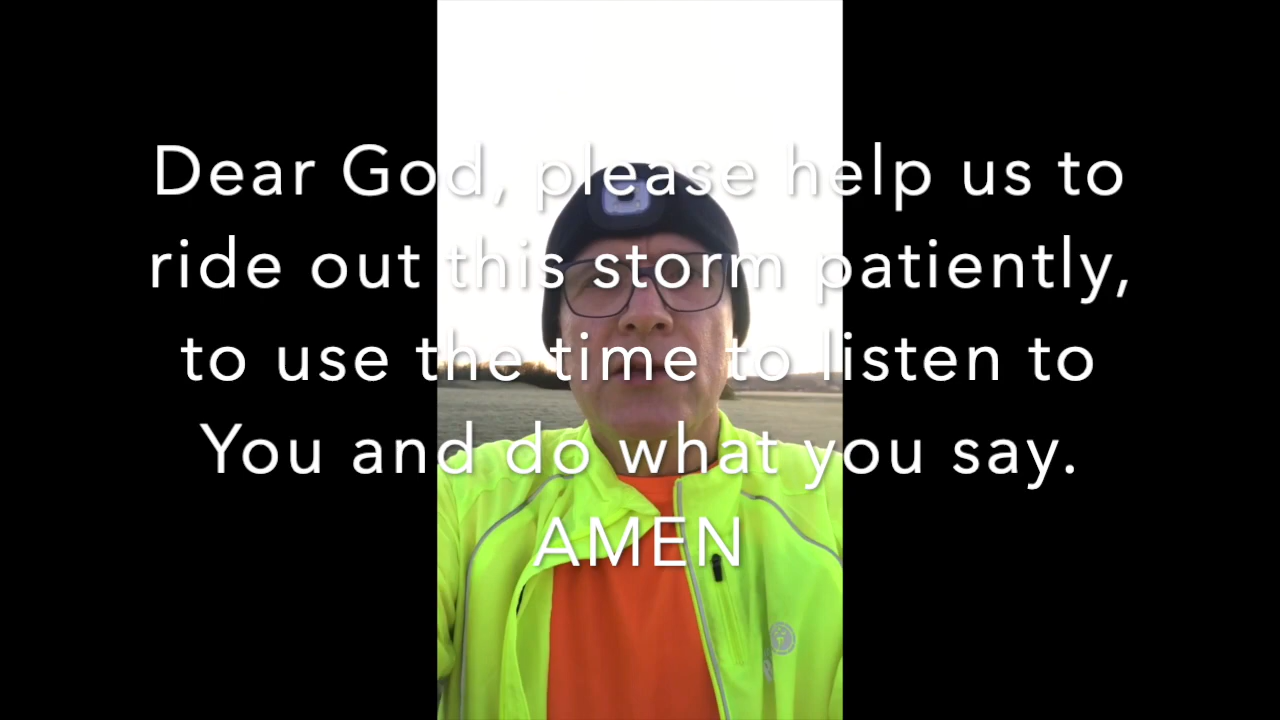 Dear God, please help us to
ride out this storm patiently,
to use the time to listen to
You and do what you say.
AMEN